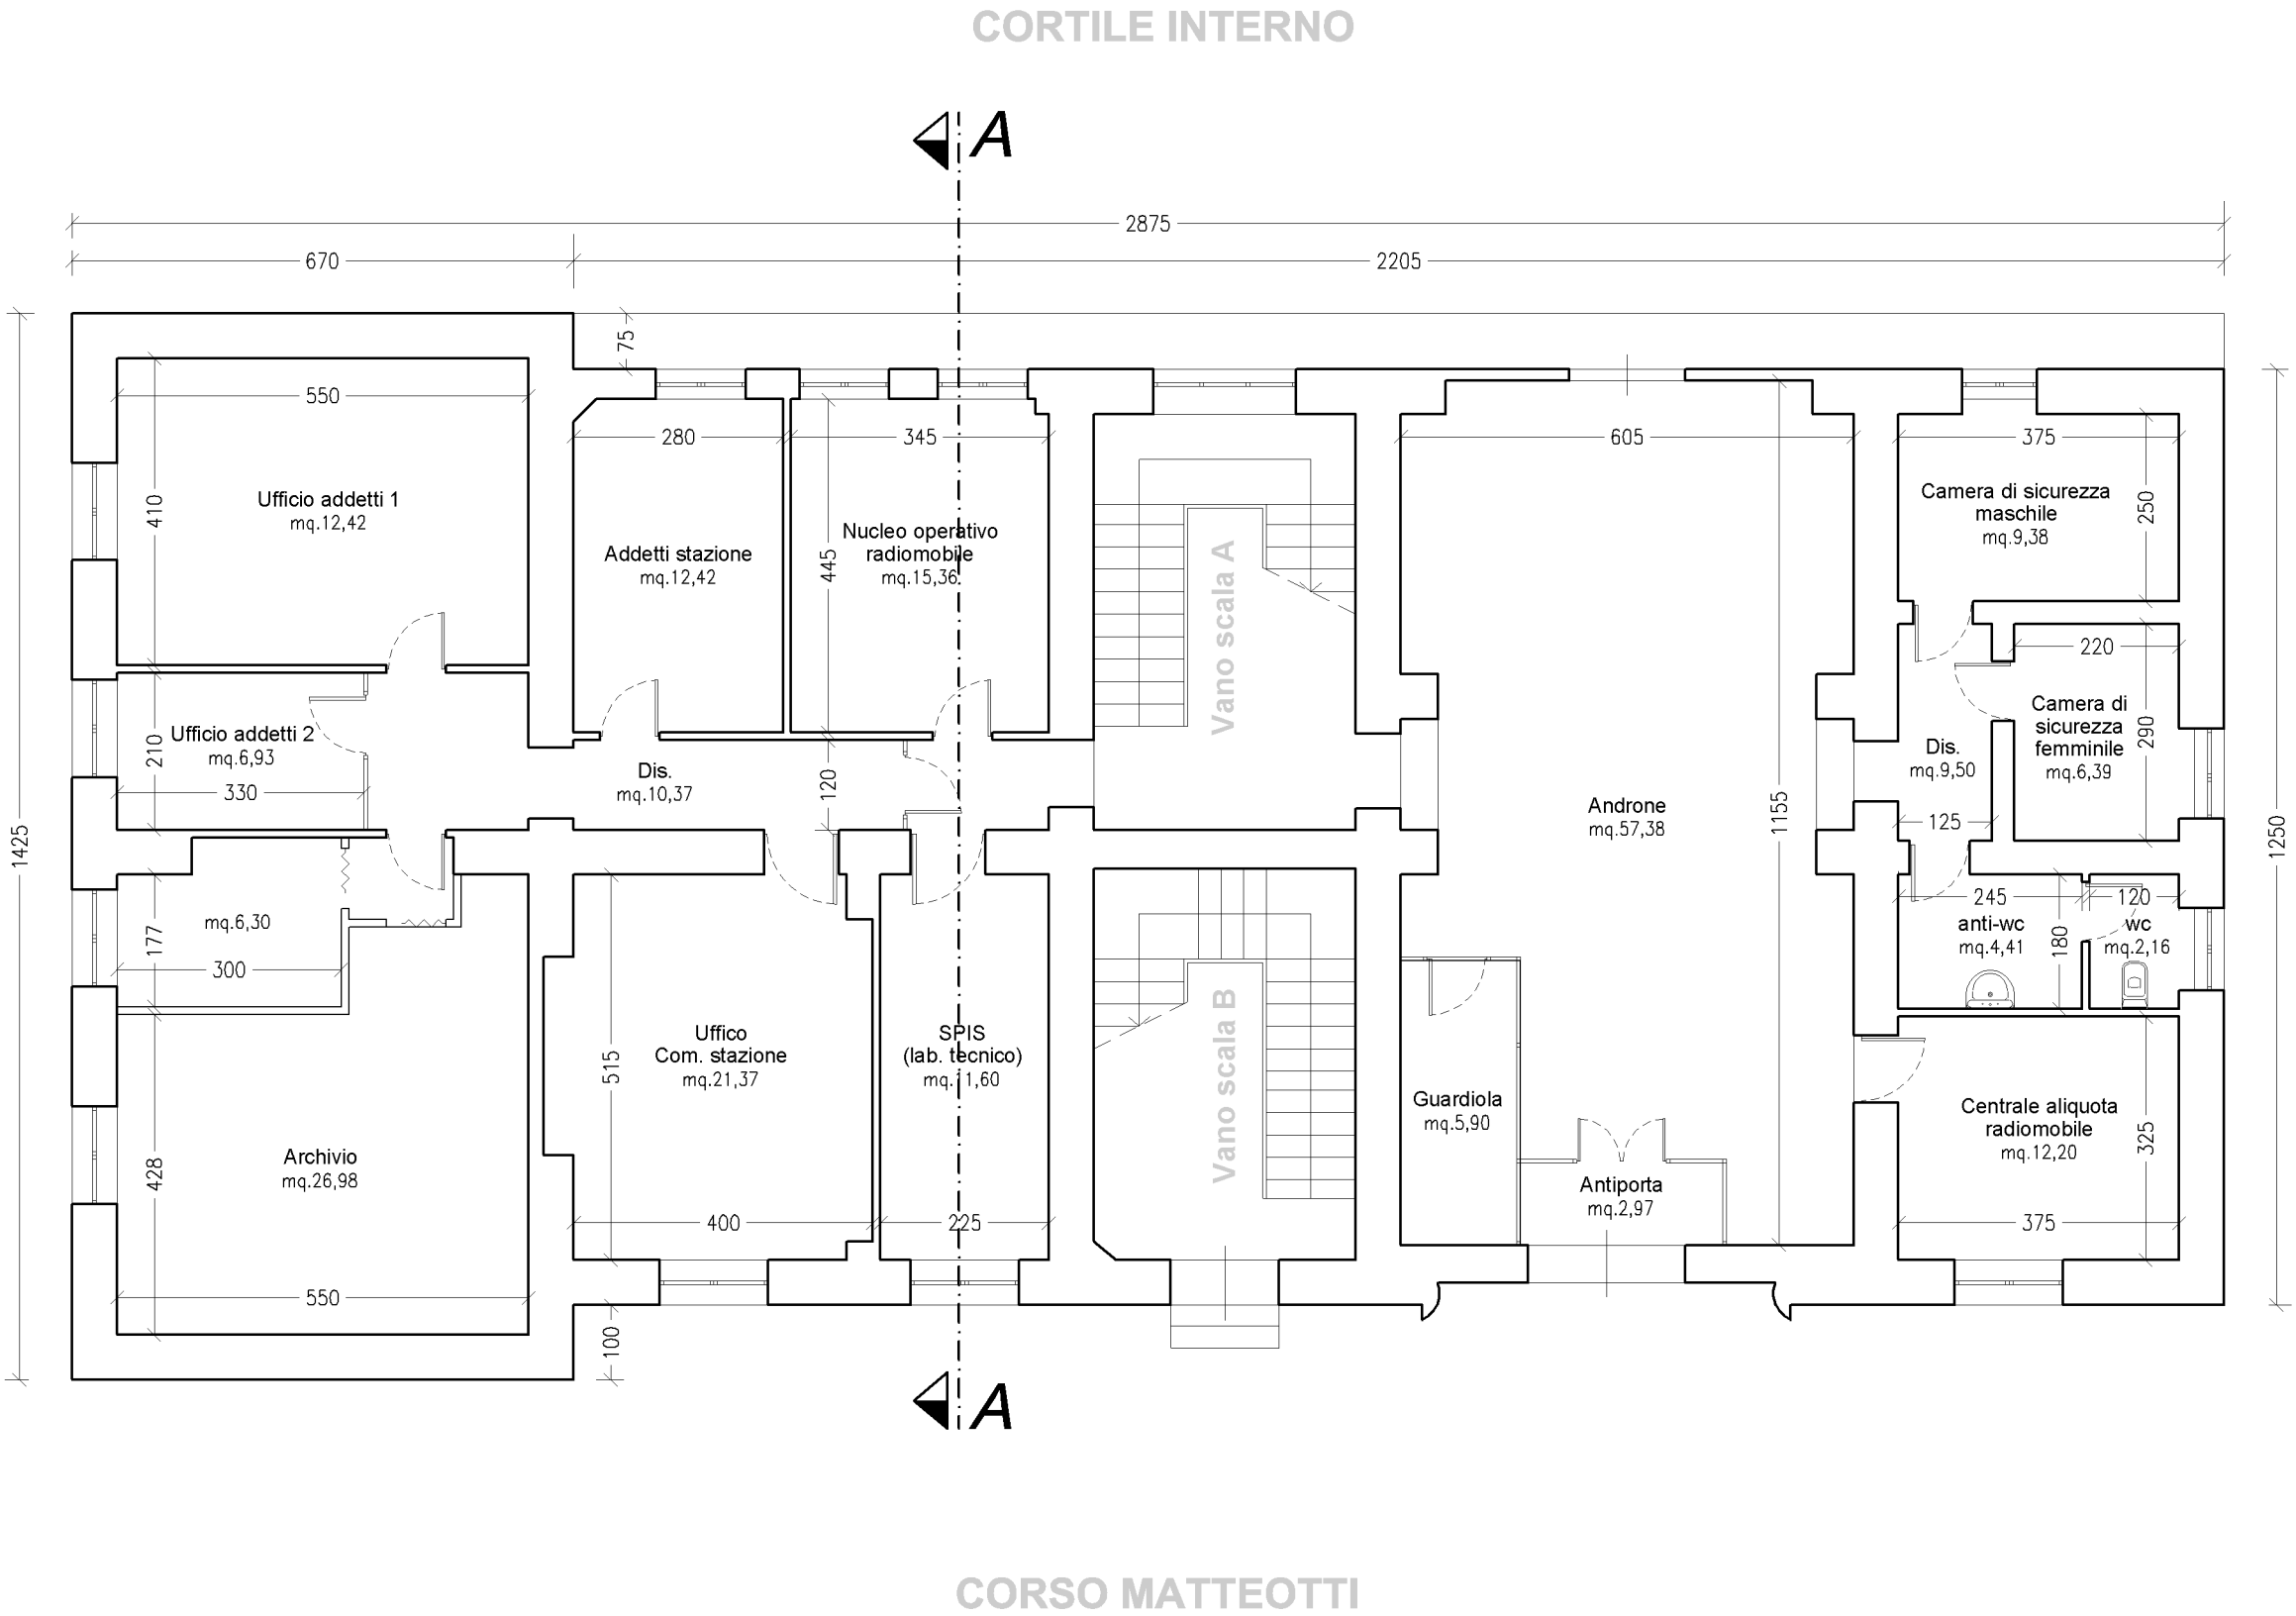 CORTILE INTERNO
A
2875
670
2205
75
550
280
345
605
375
410
Ufficio addetti 1
mq.12,42
Addetti stazione
mq.12,42
445
Nucleo operativo
radiomobile
mq.15,36
Vano scala A
Camera di sicurezza
maschile
mq.9,38
250
220
Ufficio addetti 2
mq.6,93
210
330
Dis.
mq.10,37
120
Androne
mq.57,38
1155
Dis.
mq.9,50
125
Camera di
sicurezza
femminile
mq.6,39
290
1425
1250
mq.6,30
177
300
245
120
anti-wc
mq.4,41
180
wc
mq.2,16
Uffico
Com. stazione
mq.21,37
515
SPIS
(lab. tecnico)
mq.11,60
Vano scala B
Guardiola
mq.5,90
Centrale aliquota
radiomobile
mq.12,20
325
Archivio
mq.26,98
428
Antiporta
mq.2,97
400
225
375
550
100
A
CORSO MATTEOTTI